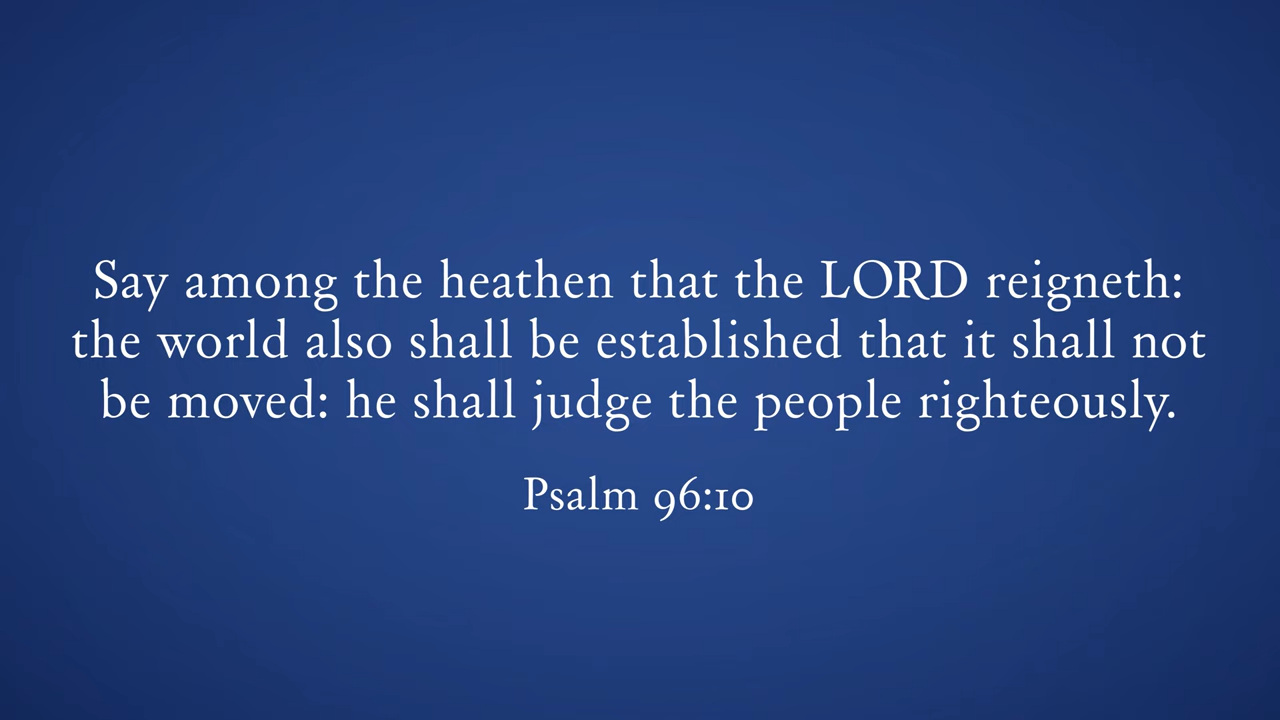 Say among the heathen that the LORD reigneth:
the world also shall be established that it shall not
be moved: he shall judge the people righteously.
Psalm 96:10